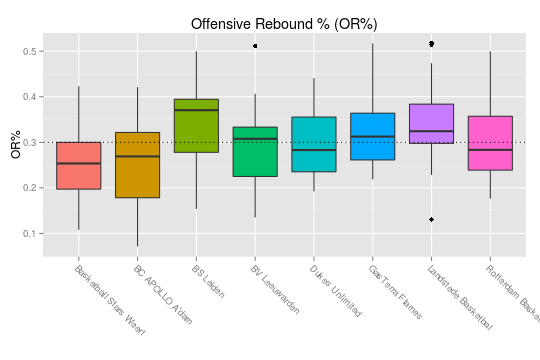 Offensive Rebound % (OR%)
OR%
0.5
0.4
0.3
0.2
0.1
Basketball Stars Weert
BC APOLLO A'dam
BS Leiden
BV Leeuwarden
Dukes Unlimited
GasTerra Flames
Landstede Basketbal
Rotterdam Baske